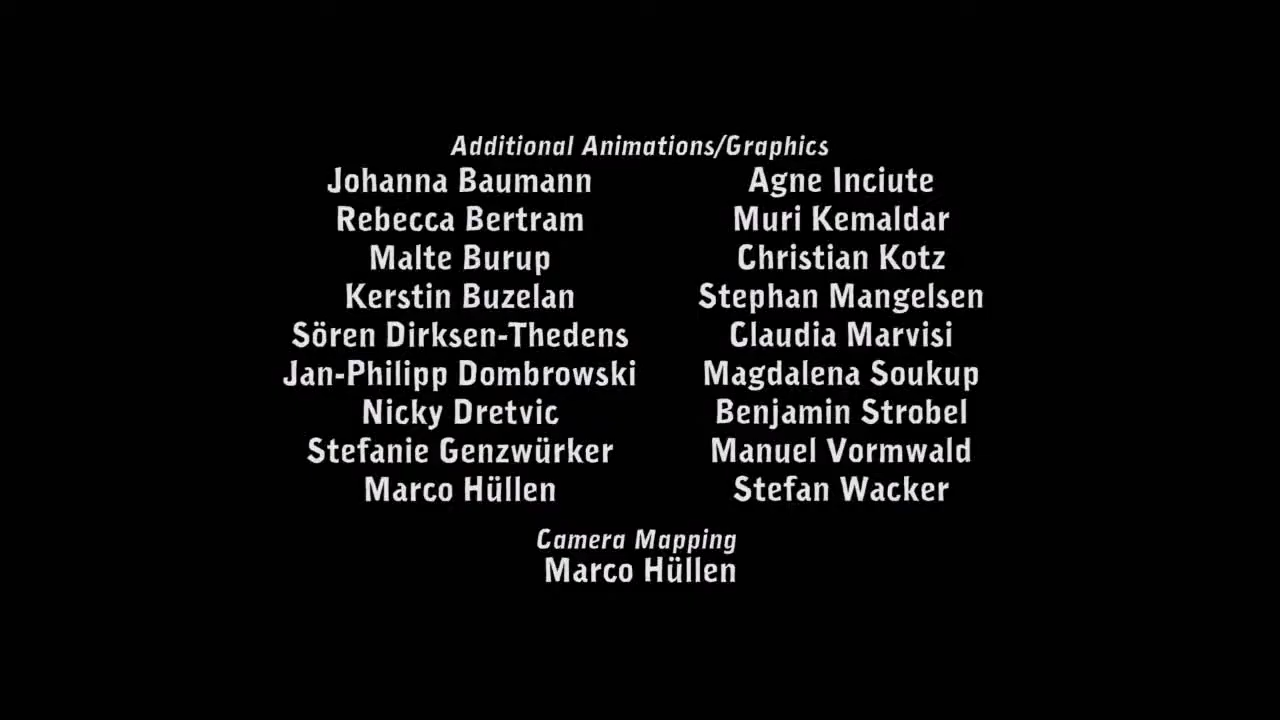 Additional Animations/Graphics
Johanna Baumann
Rebecca Bertram
Malte Burup
Kerstin Buzelan
Sören Dirksen-Thedens
Jan-Philipp Dombrowski
Nicky Dretvic
Stefanie Genzwürker
Marco Hüllen
Agne Inciute
Muri Kemaldar
Christian Kotz
Stephan Mangelsen
Claudia Marvisi
Magdalena Soukup
Benjamin Strobel
Manuel Vormwald
Stefan Wacker
Camera Mapping
Marco Hüllen